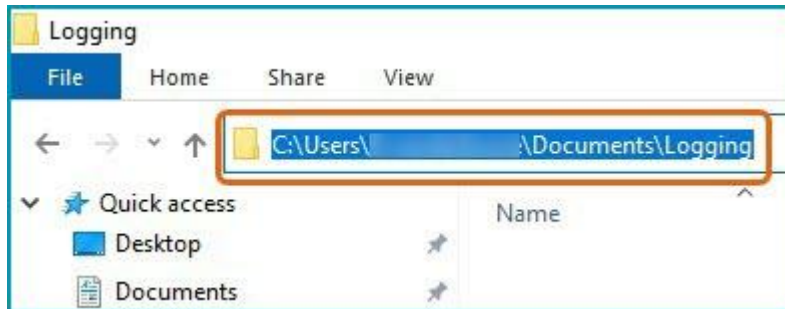 Logging
File Home Share View
C:\Users\ \Documents\Logging
Quick access
Name
Desktop
Documents